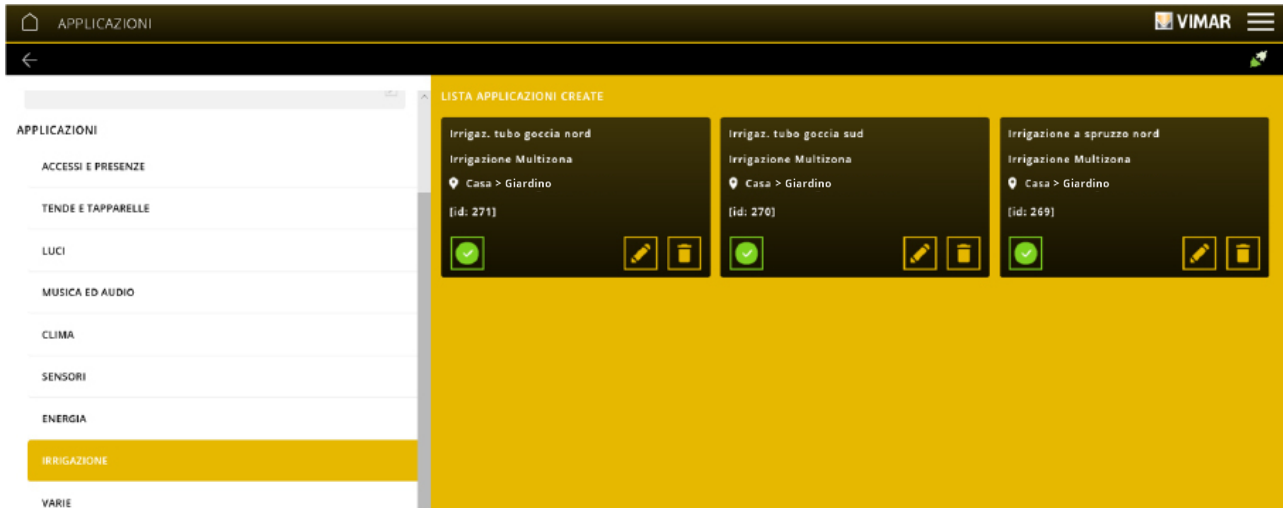 APPLICAZIONI
VIMAR
APPLICAZIONI
ACCESSI E PRESENZE
TENDE E TAPPARELLE
LUCI
MUSICA ED AUDIO
CLIMA
SENSORI
ENERGIA
IRRIGAZIONE
VARIE
LISTA APPLICAZIONI CREATE
Irrigaz. tubo goccia nord
Irrigazione Multizona
Casa > Giardino
[id: 271]
Irrigaz. tubo goccia sud
Irrigazione Multizona
Casa > Giardino
[id: 270]
Irrigazione a spruzzo nord
Irrigazione Multizona
Casa > Giardino
[id: 269]